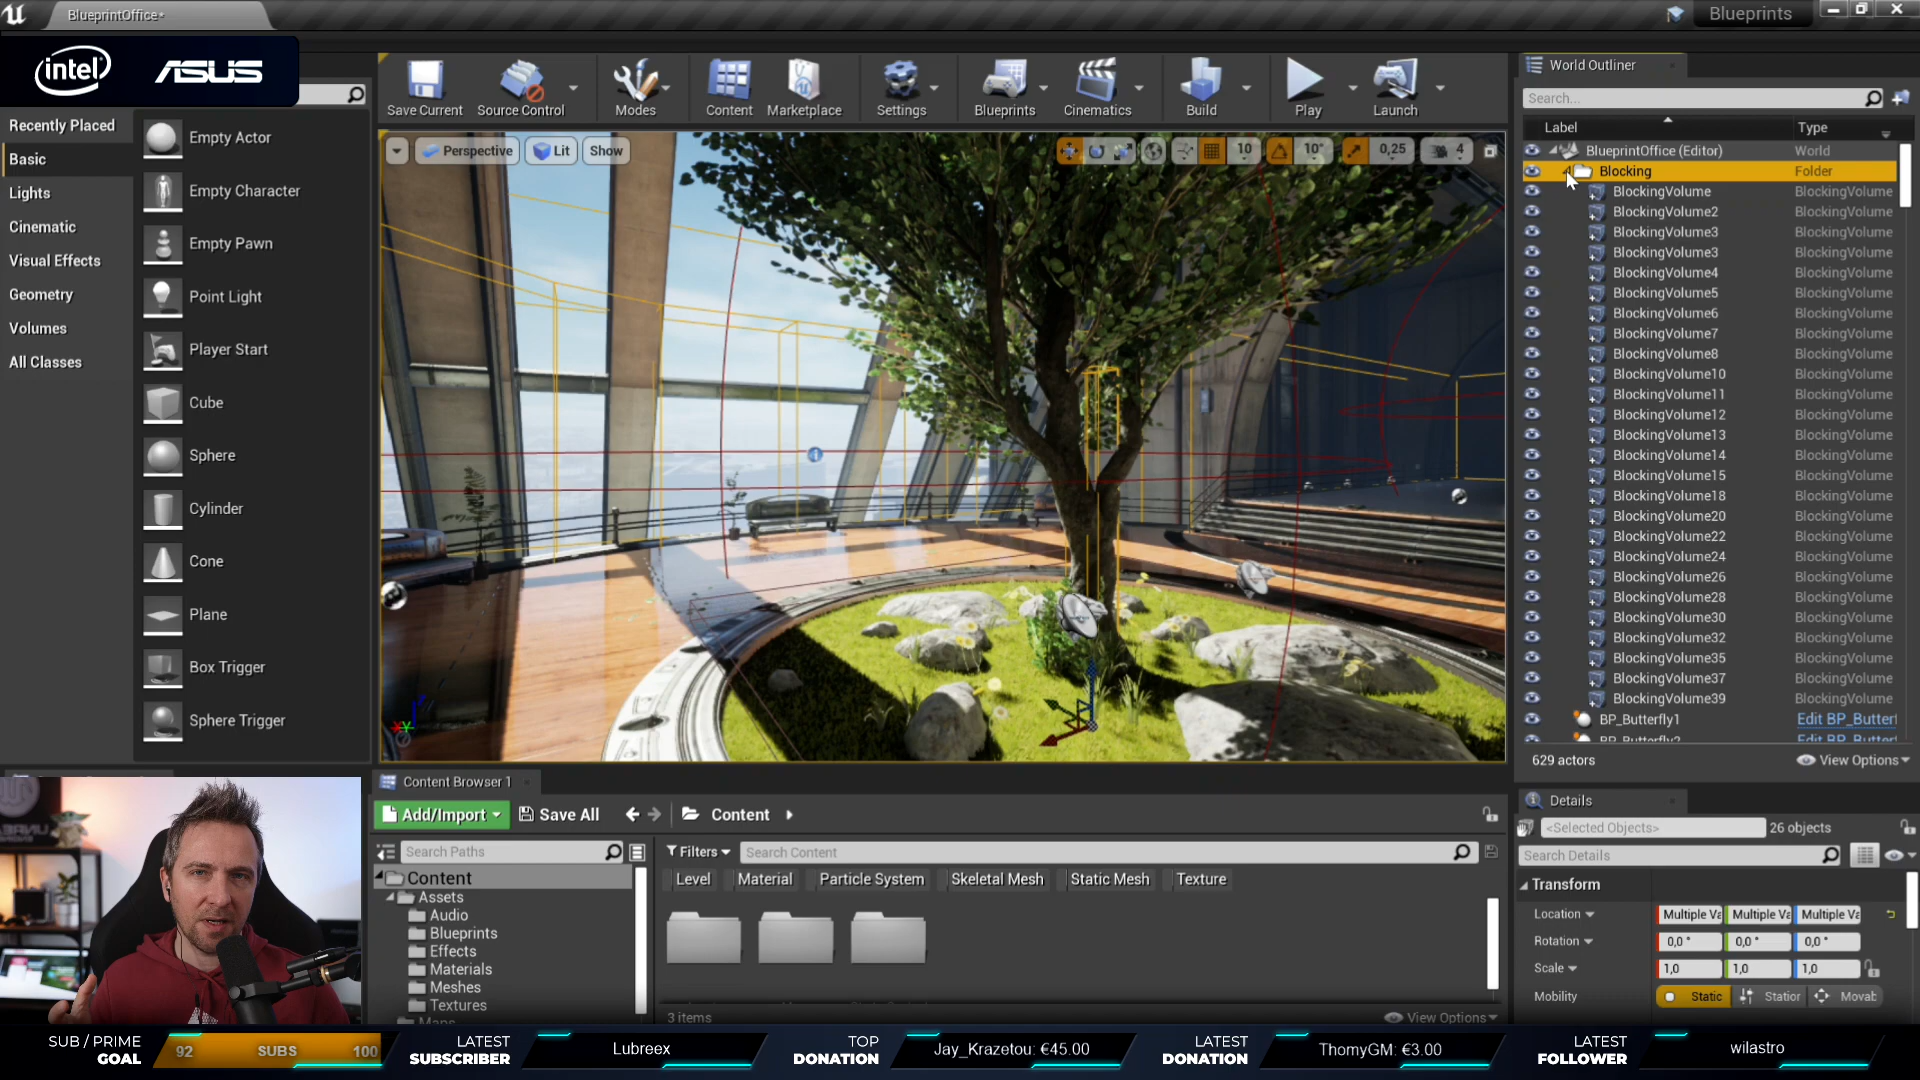 BlueprintOffice*
Blueprints
intel
ASUS
Recently Placed
Basic
Lights
Cinematic
Visual Effects
Geometry
Volumes
All Classes
Empty Actor
Empty Character
Empty Pawn
Point Light
Player Start
Cube
Sphere
Cylinder
Cone
Plane
Box Trigger
Sphere Trigger
Save Current
Source Control
Modes
Content
Marketplace
Settings
Blueprints
Cinematics
Build
Play
Launch
Perspective
Lit
Show
10
10°
0,25
4
World Outliner
Search...
Label
Type
BlueprintOffice (Editor) World
Blocking Folder
BlockingVolume BlockingVolume
BlockingVolume2 BlockingVolume
BlockingVolume3 BlockingVolume
BlockingVolume3 BlockingVolume
BlockingVolume4 BlockingVolume
BlockingVolume5 BlockingVolume
BlockingVolume6 BlockingVolume
BlockingVolume7 BlockingVolume
BlockingVolume8 BlockingVolume
BlockingVolume10 BlockingVolume
BlockingVolume11 BlockingVolume
BlockingVolume12 BlockingVolume
BlockingVolume13 BlockingVolume
BlockingVolume14 BlockingVolume
BlockingVolume15 BlockingVolume
BlockingVolume18 BlockingVolume
BlockingVolume20 BlockingVolume
BlockingVolume22 BlockingVolume
BlockingVolume24 BlockingVolume
BlockingVolume26 BlockingVolume
BlockingVolume28 BlockingVolume
BlockingVolume30 BlockingVolume
BlockingVolume32 BlockingVolume
BlockingVolume35 BlockingVolume
BlockingVolume37 BlockingVolume
BlockingVolume39 BlockingVolume
BP_Butterfly1 Edit BP_Butterf
BP_Butterfly2 Edit BP_Butterf
629 actors
View Options
Content Browser 1
Add/Import
Save All
Content
Search Paths
Filters
Search Content
Content
Assets
Audio
Blueprints
Effects
Materials
Meshes
Textures
Maps
Level
Material
Particle System
Skeletal Mesh
Static Mesh
Texture
3 items
View Options
Details
<Selected Objects>
26 objects
Search Details
Transform
Location Multiple Va Multiple Va Multiple Va
Rotation 0,0 ° 0,0 ° 0,0 °
Scale 1,0 1,0 1,0
Mobility Static Station Movab
SUB / PRIME
GOAL
92 SUBS 100
LATEST
SUBSCRIBER
Lubreex
TOP
DONATION
Jay_Krazetou: €45.00
LATEST
DONATION
ThomyGM: €3.00
LATEST
FOLLOWER
wilastro